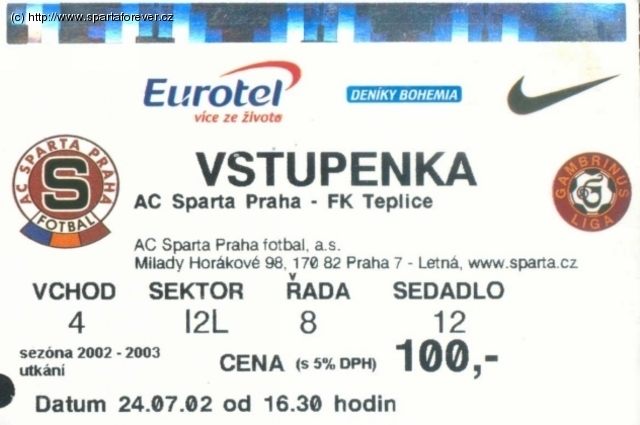 (c) http://www.spartaforever.cz
Eurotel
více ze života
DENÍKY BOHEMIA
AC SPARTA PRAHA
S
FOTBAL
VSTUPENKA
AC Sparta Praha - FK Teplice
GAMBRINUS
LIGA
AC Sparta Praha fotbal, a.s.
Milady Horákové 98, 170 82 Praha 7 - Letná, www.sparta.cz
VCHOD SEKTOR ŘADA SEDADLO
4 I2L 8 12
sezóna 2002 - 2003
utkání
CENA (s 5% DPH) 100,-
Datum 24.07.02 od 16.30 hodin